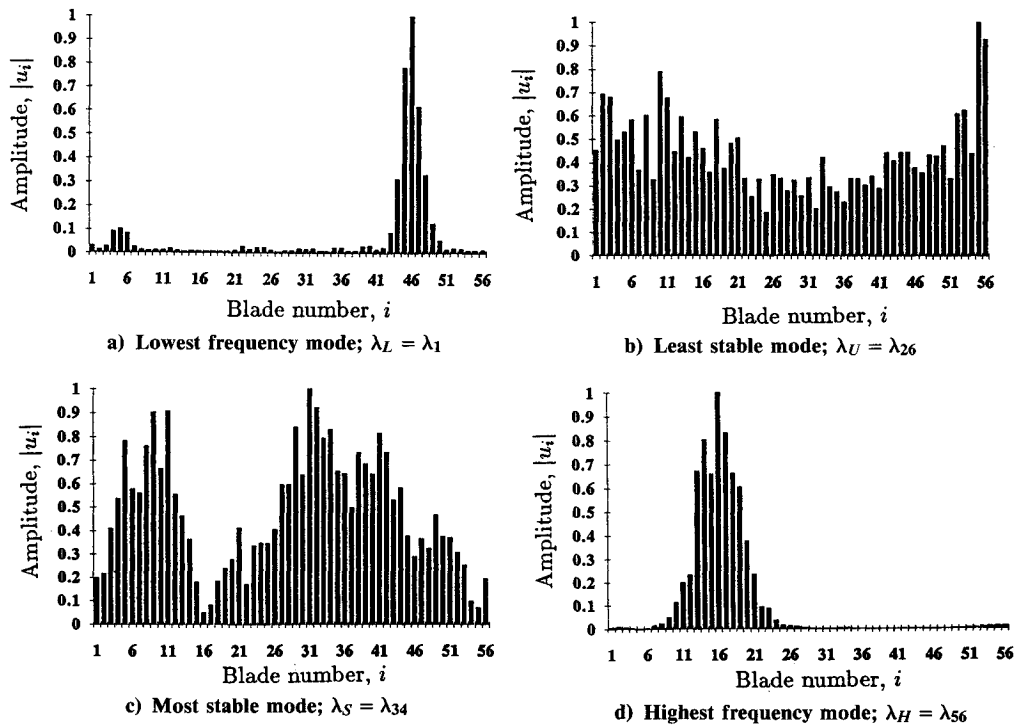 1
0.9
0.8
0.7
0.6
0.5
0.4
0.3
0.2
0.1
0
Amplitude, |u_i|
1 6 11 16 21 26 31 36 41 46 51 56
Blade number, i
a) Lowest frequency mode; λ_L = λ_1
1
0.9
0.8
0.7
0.6
0.5
0.4
0.3
0.2
0.1
0
Amplitude, |u_i|
1 6 11 16 21 26 31 36 41 46 51 56
Blade number, i
b) Least stable mode; λ_U = λ_26
1
0.9
0.8
0.7
0.6
0.5
0.4
0.3
0.2
0.1
0
Amplitude, |u_i|
1 6 11 16 21 26 31 36 41 46 51 56
Blade number, i
c) Most stable mode; λ_S = λ_34
1
0.9
0.8
0.7
0.6
0.5
0.4
0.3
0.2
0.1
0
Amplitude, |u_i|
1 6 11 16 21 26 31 36 41 46 51 56
Blade number, i
d) Highest frequency mode; λ_H = λ_56